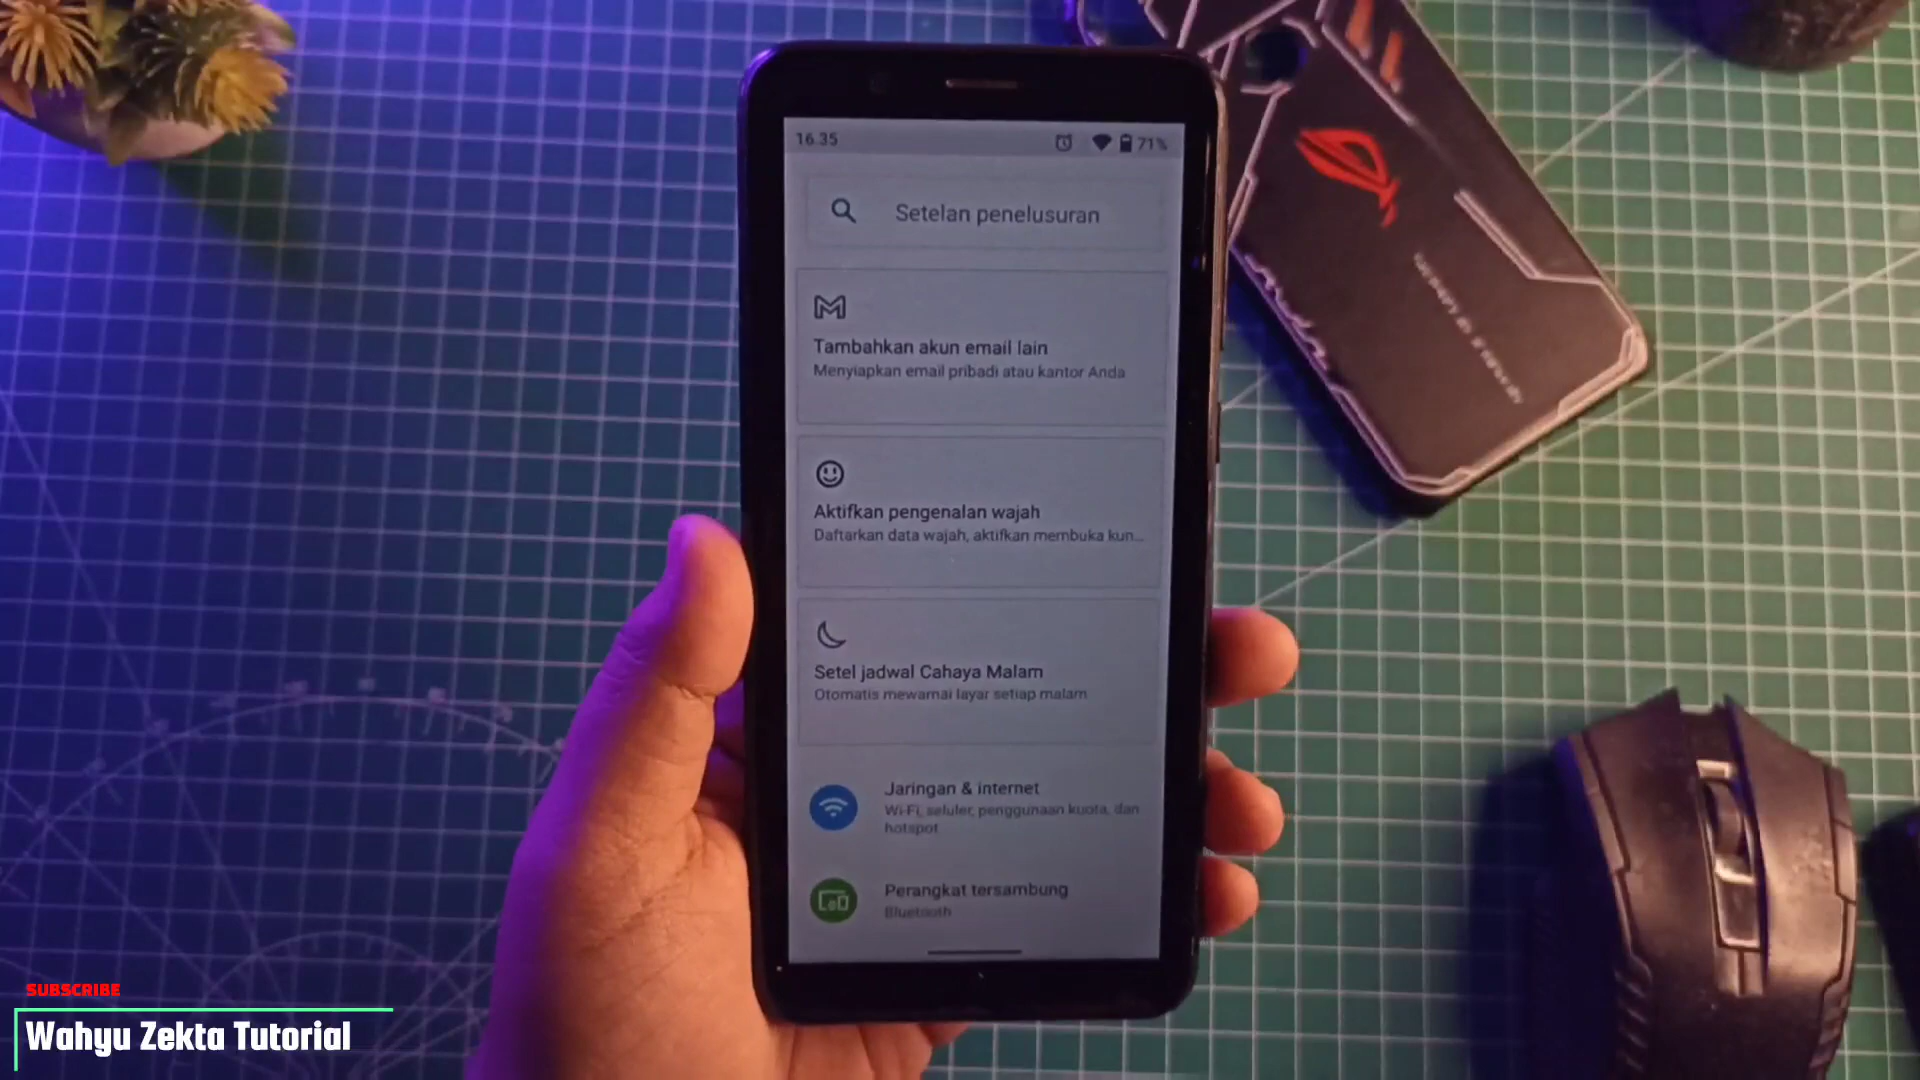 16.35
71%
Setelan penelusuran
Tambahkan akun email lain
Menyiapkan email pribadi atau kantor Anda
Aktifkan pengenalan wajah
Daftarkan data wajah, aktifkan membuka kun...
Setel jadwal Cahaya Malam
Otomatis mewarnai layar setiap malam
Jaringan & internet
Wi-Fi, seluler, penggunaan kuota, dan
hotspot
Perangkat tersambung
Bluetooth
SUBSCRIBE
Wahyu Zekta Tutorial